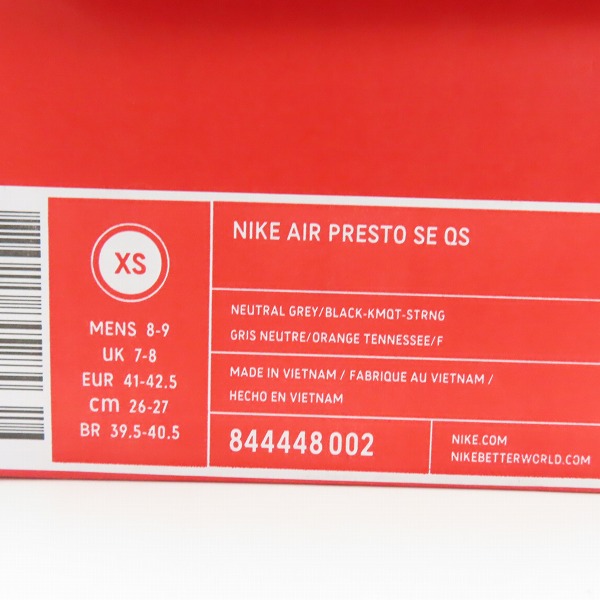 XS
MENS 8-9
UK 7-8
EUR 41-42.5
cm 26-27
BR 39.5-40.5
NIKE AIR PRESTO SE QS
NEUTRAL GREY/BLACK-KMQT-STRNG
GRIS NEUTRE/ORANGE TENNESSEE/F
MADE IN VIETNAM / FABRIQUE AU VIETNAM /
HECHO EN VIETNAM
844448 002
NIKE.COM
NIKEBETTERWORLD.COM